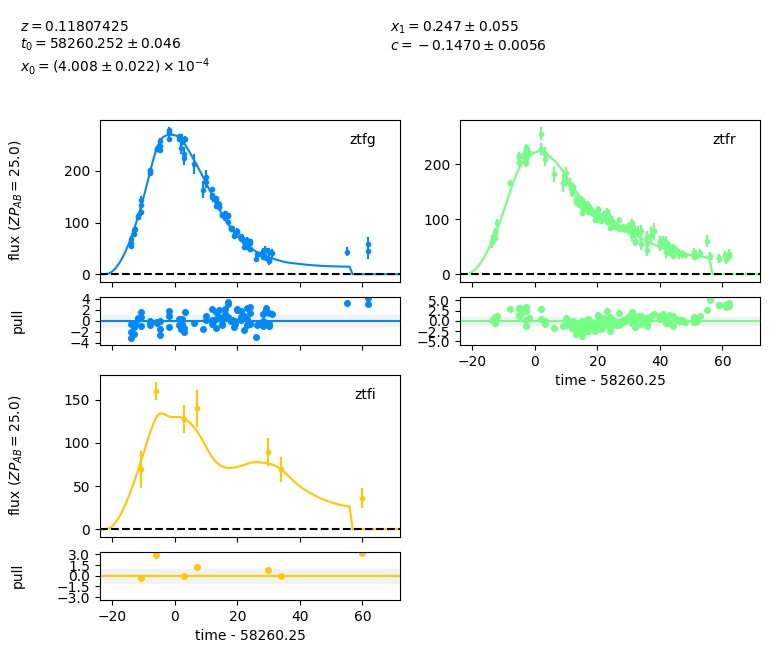 z = 0.11807425
t₀ = 58260.252 ± 0.046
x₀ = (4.008 ± 0.022) × 10⁻⁴
x₁ = 0.247 ± 0.055
c = −0.1470 ± 0.0056
ztfg
flux (ZP_AB = 25.0)
200
100
0
pull
4
2
0
−2
−4
ztfr
200
100
0
5.0
2.5
0.0
−2.5
−5.0
−20 0 20 40 60
time - 58260.25
ztfi
flux (ZP_AB = 25.0)
150
100
50
0
pull
3.0
1.5
0.0
−1.5
−3.0
−20 0 20 40 60
time - 58260.25